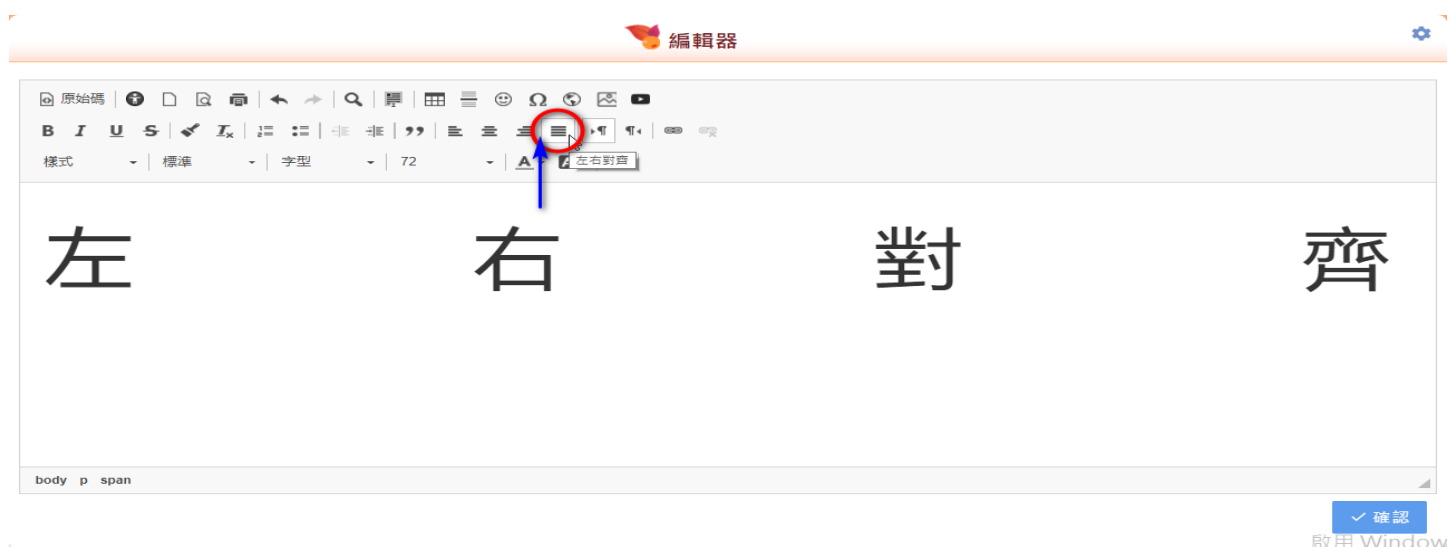 編輯器
原始碼
B I U S
樣式 標準 字型 72 A
左右對齊
左 右 對 齊
body p span
確認
啟用 Window